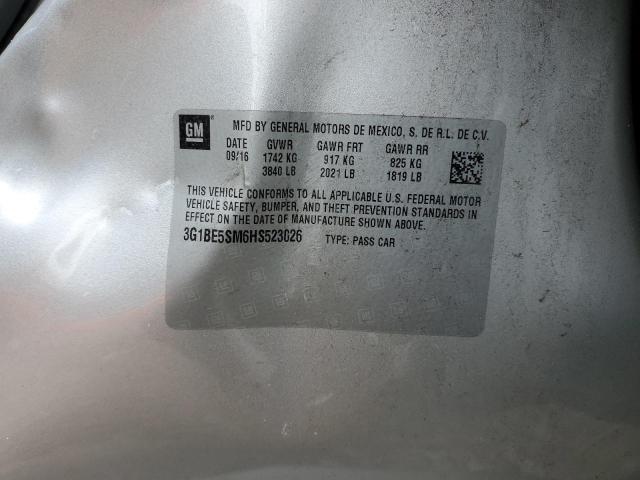 GM
MFD BY GENERAL MOTORS DE MEXICO, S. DE R.L. DE C.V.
DATE GVWR GAWR FRT GAWR RR
09/16 1742 KG 917 KG 825 KG
3840 LB 2021 LB 1819 LB
THIS VEHICLE CONFORMS TO ALL APPLICABLE U.S. FEDERAL MOTOR
VEHICLE SAFETY, BUMPER, AND THEFT PREVENTION STANDARDS IN
EFFECT ON THE DATE OF MANUFACTURE SHOWN ABOVE.
3G1BE5SM6HS523026 TYPE: PASS CAR